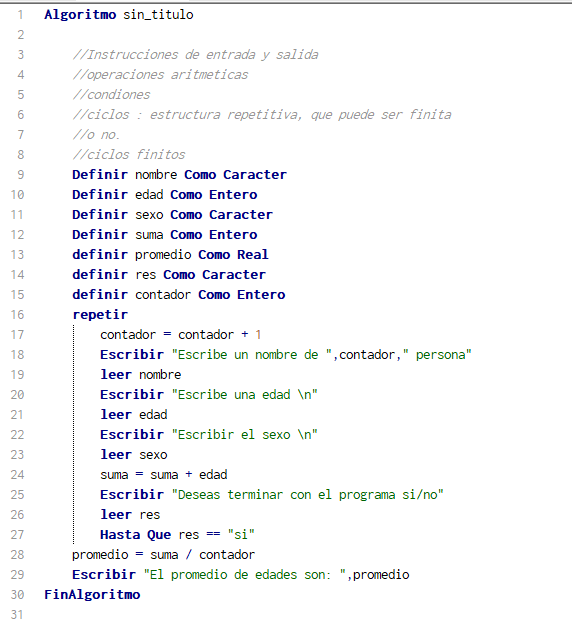 1 Algoritmo sin_titulo
2
3 //Instrucciones de entrada y salida
4 //operaciones aritmeticas
5 //condiones
6 //ciclos : estructura repetitiva, que puede ser finita
7 //o no.
8 //ciclos finitos
9 Definir nombre Como Caracter
10 Definir edad Como Entero
11 Definir sexo Como Caracter
12 Definir suma Como Entero
13 definir promedio Como Real
14 definir res Como Caracter
15 definir contador Como Entero
16 repetir
17 contador = contador + 1
18 Escribir "Escribe un nombre de ",contador," persona"
19 leer nombre
20 Escribir "Escribe una edad \n"
21 leer edad
22 Escribir "Escribir el sexo \n"
23 leer sexo
24 suma = suma + edad
25 Escribir "Deseas terminar con el programa si/no"
26 leer res
27 Hasta Que res == "si"
28 promedio = suma / contador
29 Escribir "El promedio de edades son: ",promedio
30 FinAlgoritmo
31